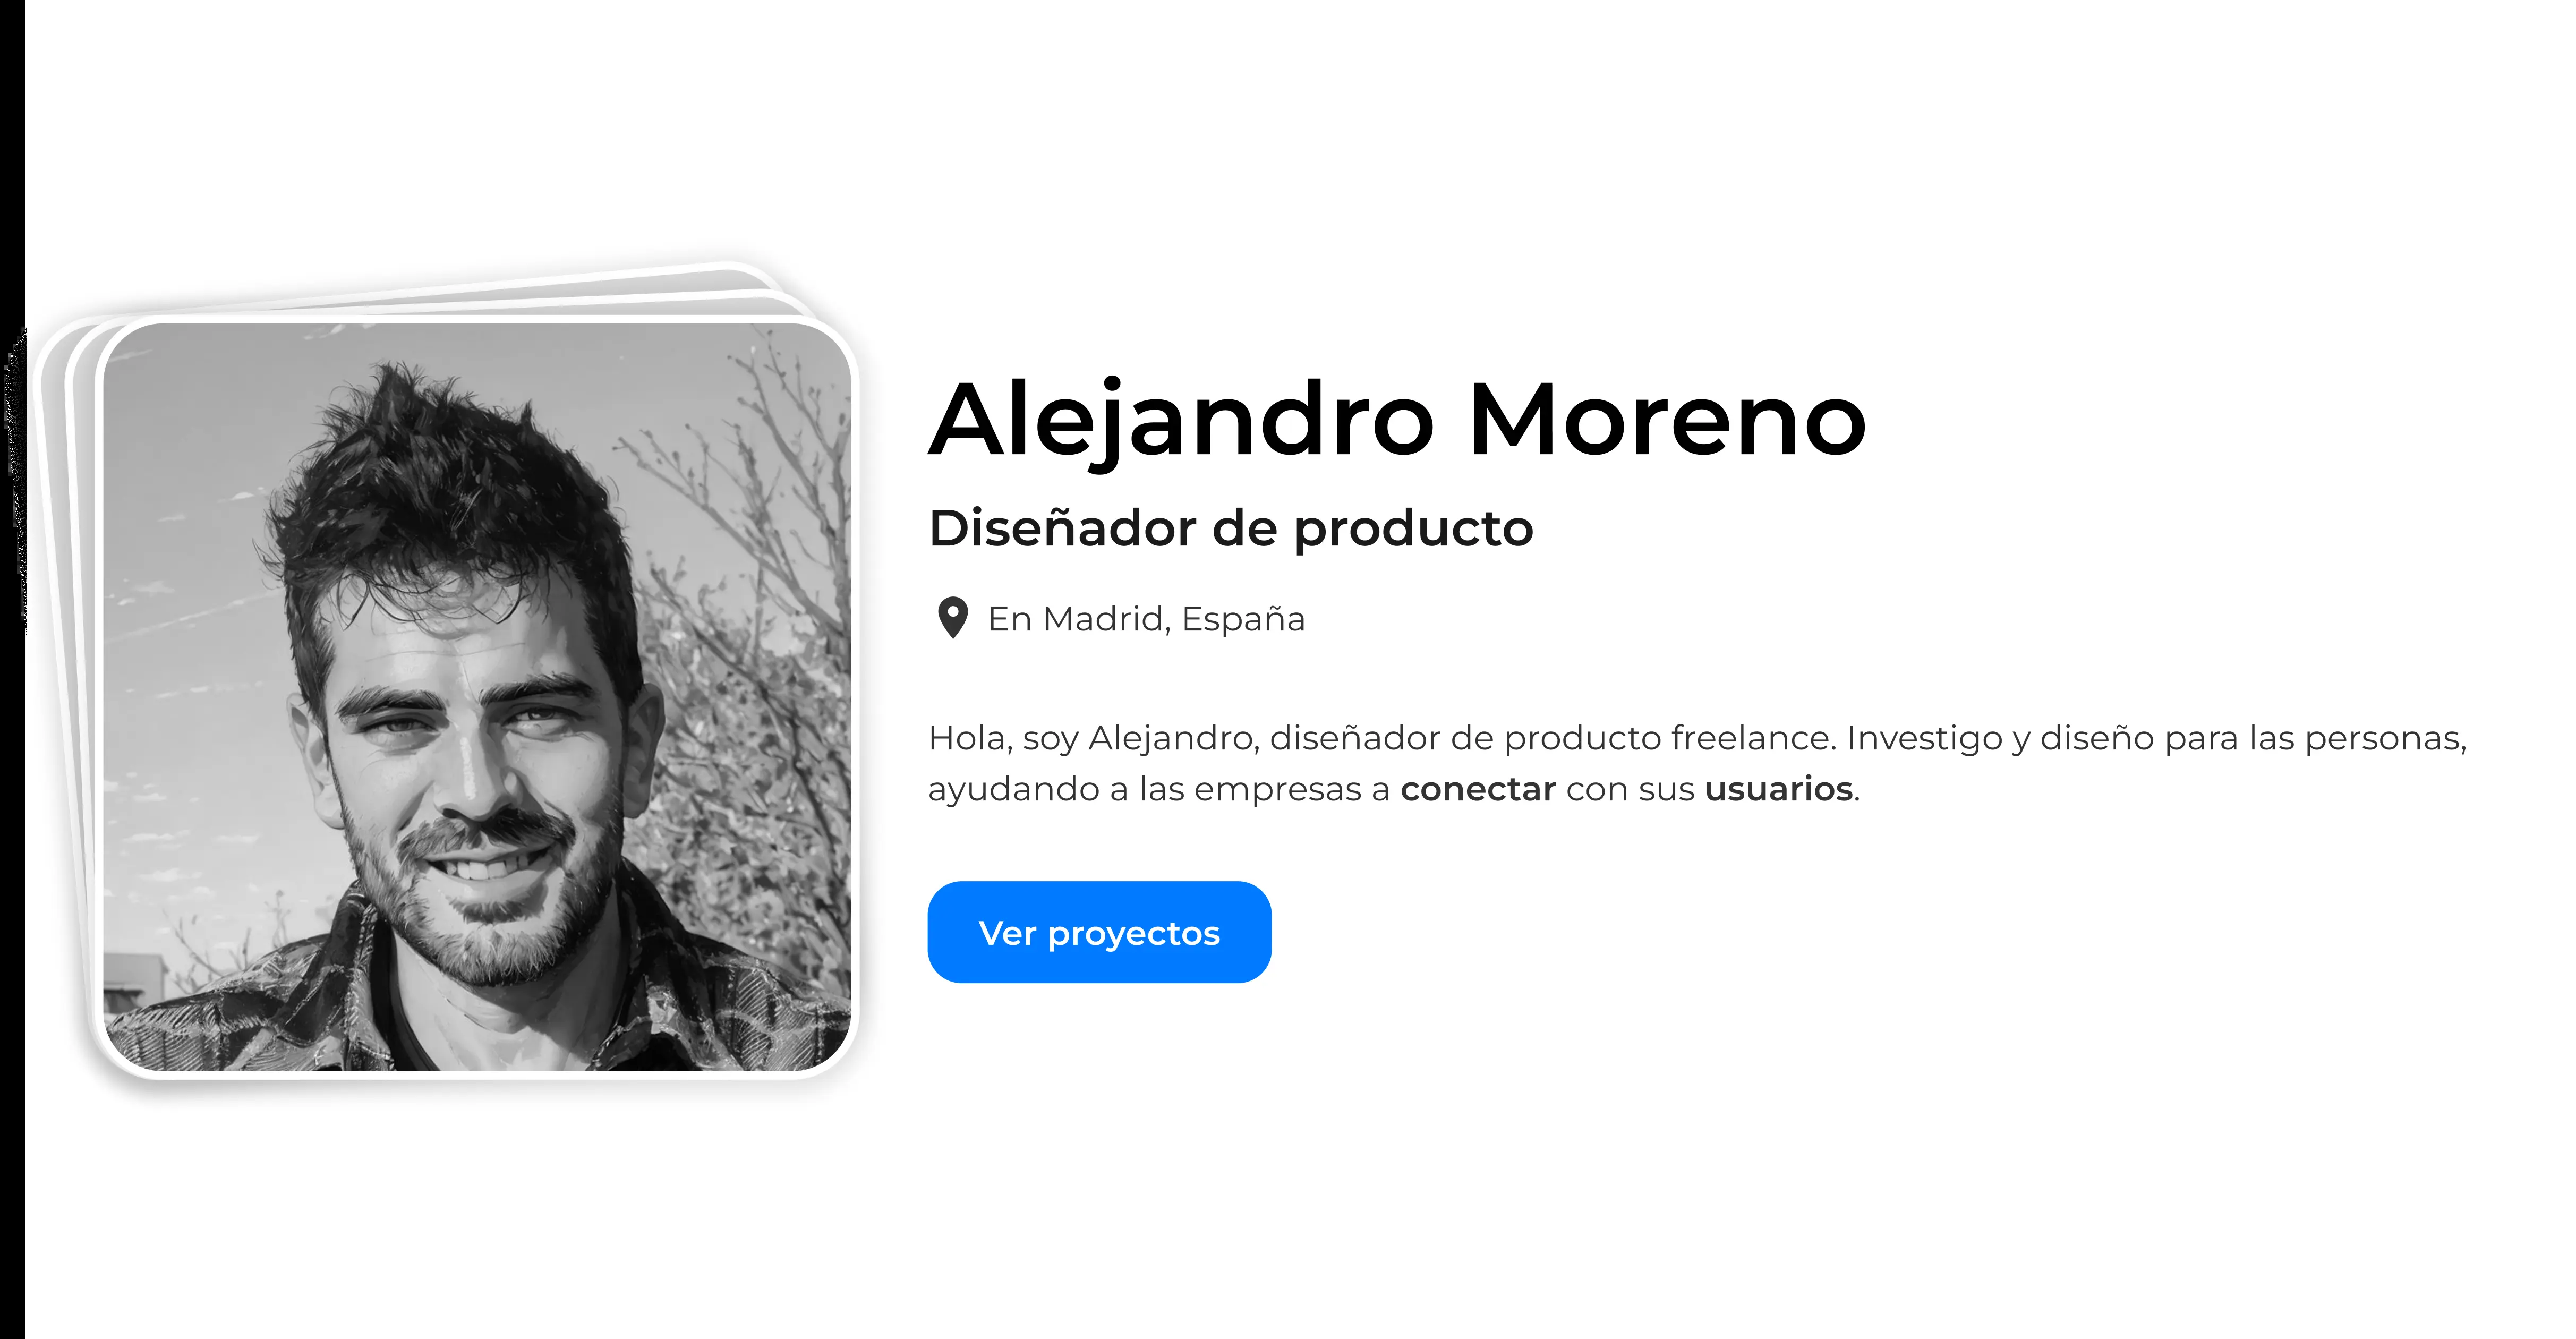 Alejandro Moreno
Diseñador de producto
En Madrid, España
Hola, soy Alejandro, diseñador de producto freelance. Investigo y diseño para las personas,
ayudando a las empresas a conectar con sus usuarios.
Ver proyectos